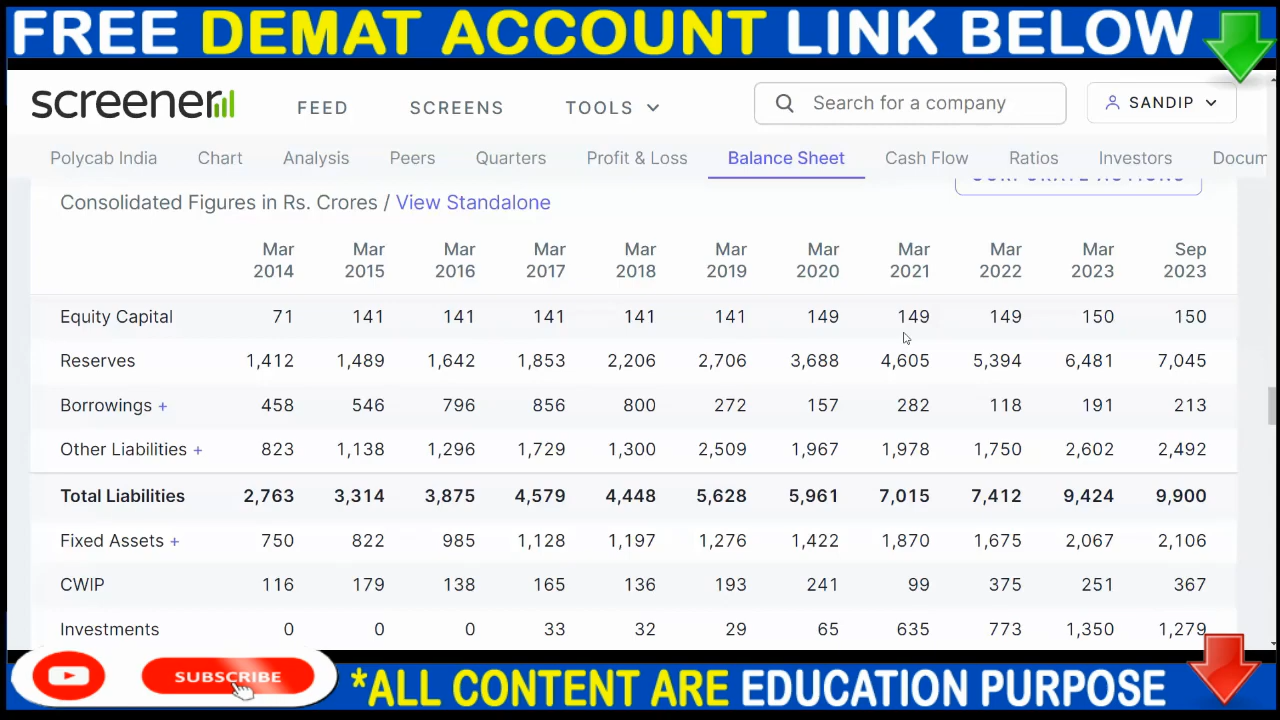 FREE DEMAT ACCOUNT LINK BELOW
screener FEED SCREENS TOOLS Search for a company SANDIP
Polycab India Chart Analysis Peers Quarters Profit & Loss Balance Sheet Cash Flow Ratios Investors Docum
CORPORATE ACTIONS
Consolidated Figures in Rs. Crores / View Standalone
Mar Mar Mar Mar Mar Mar Mar Mar Mar Mar Sep
2014 2015 2016 2017 2018 2019 2020 2021 2022 2023 2023
Equity Capital 71 141 141 141 141 141 149 149 149 150 150
Reserves 1,412 1,489 1,642 1,853 2,206 2,706 3,688 4,605 5,394 6,481 7,045
Borrowings + 458 546 796 856 800 272 157 282 118 191 213
Other Liabilities + 823 1,138 1,296 1,729 1,300 2,509 1,967 1,978 1,750 2,602 2,492
Total Liabilities 2,763 3,314 3,875 4,579 4,448 5,628 5,961 7,015 7,412 9,424 9,900
Fixed Assets + 750 822 985 1,128 1,197 1,276 1,422 1,870 1,675 2,067 2,106
CWIP 116 179 138 165 136 193 241 99 375 251 367
Investments 0 0 0 33 32 29 65 635 773 1,350 1,279
SUBSCRIBE
*ALL CONTENT ARE EDUCATION PURPOSE